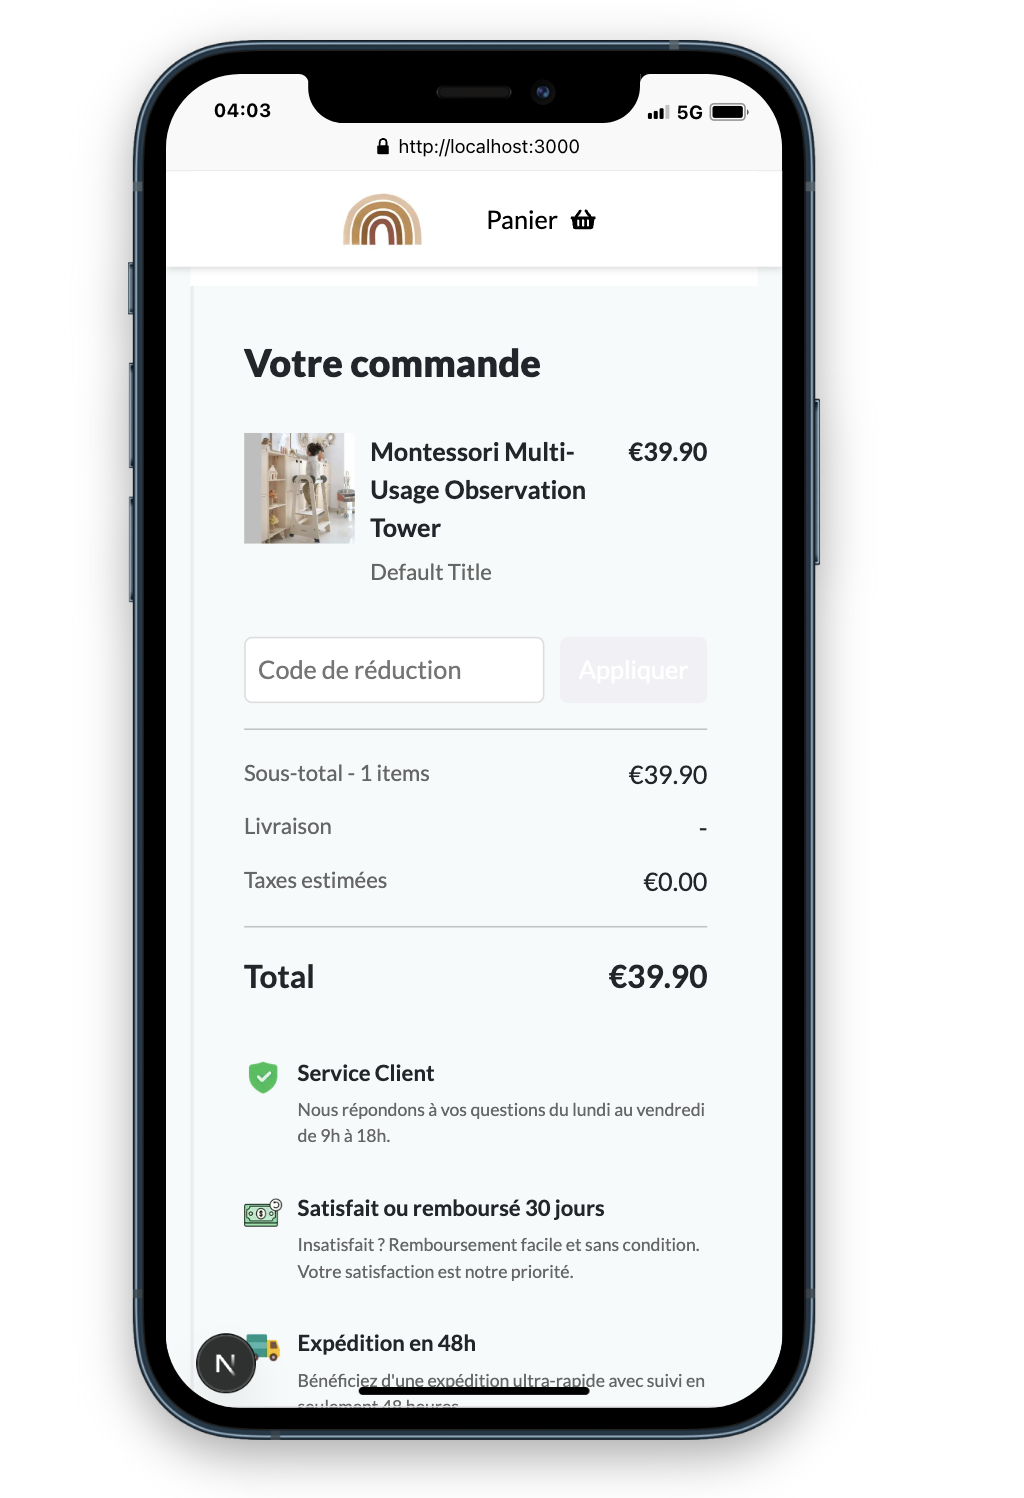 04:03
5G
http://localhost:3000
Panier
Votre commande
Montessori Multi-
Usage Observation
Tower
€39.90
Default Title
Code de réduction
Appliquer
Sous-total - 1 items
€39.90
Livraison
-
Taxes estimées
€0.00
Total
€39.90
Service Client
Nous répondons à vos questions du lundi au vendredi
de 9h à 18h.
Satisfait ou remboursé 30 jours
Insatisfait ? Remboursement facile et sans condition.
Votre satisfaction est notre priorité.
Expédition en 48h
N
Bénéficiez d'une expédition ultra-rapide avec suivi en
seulement 48 heures